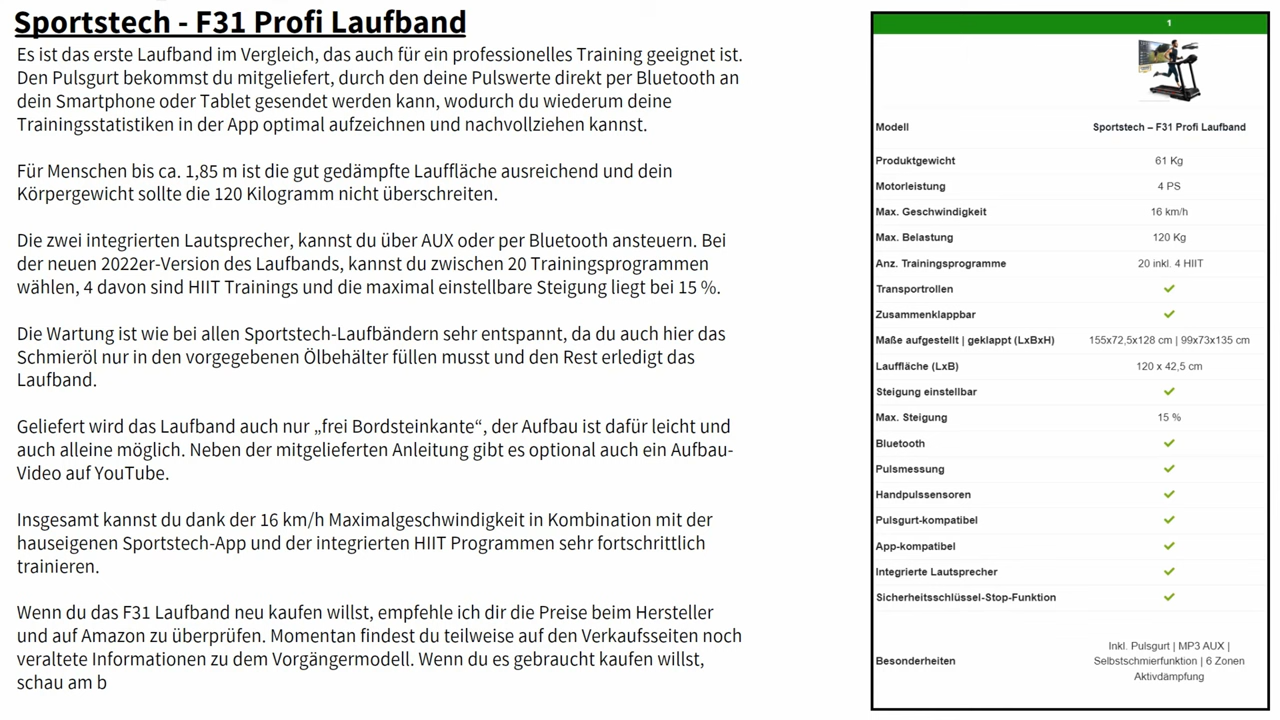 Sportstech - F31 Profi Laufband
Es ist das erste Laufband im Vergleich, das auch für ein professionelles Training geeignet ist.
Den Pulsgurt bekommst du mitgeliefert, durch den deine Pulswerte direkt per Bluetooth an
dein Smartphone oder Tablet gesendet werden kann, wodurch du wiederum deine
Trainingsstatistiken in der App optimal aufzeichnen und nachvollziehen kannst.
Für Menschen bis ca. 1,85 m ist die gut gedämpfte Lauffläche ausreichend und dein
Körpergewicht sollte die 120 Kilogramm nicht überschreiten.
Die zwei integrierten Lautsprecher, kannst du über AUX oder per Bluetooth ansteuern. Bei
der neuen 2022er-Version des Laufbands, kannst du zwischen 20 Trainingsprogrammen
wählen, 4 davon sind HIIT Trainings und die maximal einstellbare Steigung liegt bei 15 %.
Die Wartung ist wie bei allen Sportstech-Laufbändern sehr entspannt, da du auch hier das
Schmieröl nur in den vorgegebenen Ölbehälter füllen musst und den Rest erledigt das
Laufband.
Geliefert wird das Laufband auch nur „frei Bordsteinkante“, der Aufbau ist dafür leicht und
auch alleine möglich. Neben der mitgelieferten Anleitung gibt es optional auch ein Aufbau-
Video auf YouTube.
Insgesamt kannst du dank der 16 km/h Maximalgeschwindigkeit in Kombination mit der
hauseigenen Sportstech-App und der integrierten HIIT Programmen sehr fortschrittlich
trainieren.
Wenn du das F31 Laufband neu kaufen willst, empfehle ich dir die Preise beim Hersteller
und auf Amazon zu überprüfen. Momentan findest du teilweise auf den Verkaufsseiten noch
veraltete Informationen zu dem Vorgängermodell. Wenn du es gebraucht kaufen willst,
schau am b
1
Modell Sportstech – F31 Profi Laufband
Produktgewicht 61 Kg
Motorleistung 4 PS
Max. Geschwindigkeit 16 km/h
Max. Belastung 120 Kg
Anz. Trainingsprogramme 20 inkl. 4 HIIT
Transportrollen ✔
Zusammenklappbar ✔
Maße aufgestellt | geklappt (LxBxH) 155x72,5x128 cm | 99x73x135 cm
Lauffläche (LxB) 120 x 42,5 cm
Steigung einstellbar ✔
Max. Steigung 15 %
Bluetooth ✔
Pulsmessung ✔
Handpulssensoren ✔
Pulsgurt-kompatibel ✔
App-kompatibel ✔
Integrierte Lautsprecher ✔
Sicherheitsschlüssel-Stop-Funktion ✔
Besonderheiten
Inkl. Pulsgurt | MP3 AUX |
Selbstschmierfunktion | 6 Zonen
Aktivdämpfung